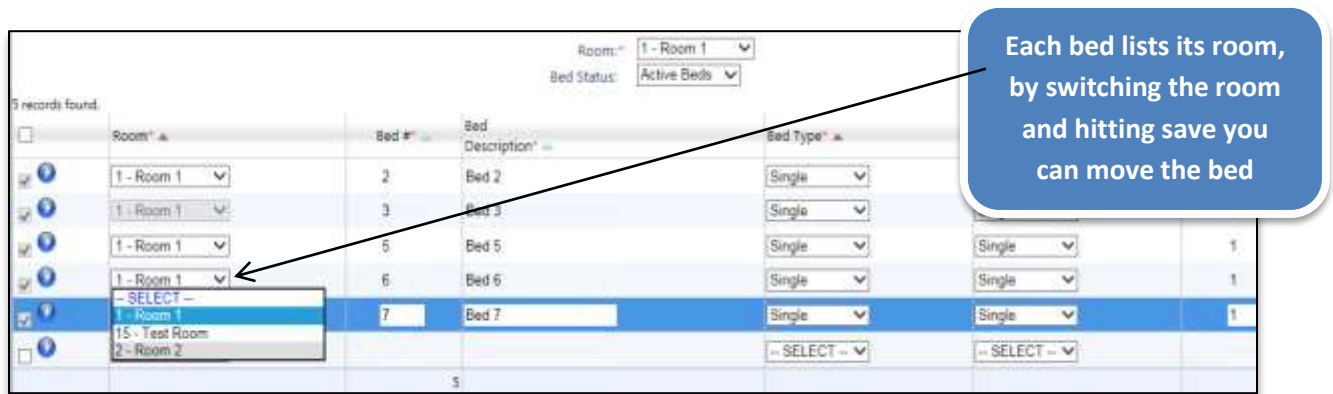 Room:* 1 - Room 1
Bed Status: Active Beds
Each bed lists its room,
by switching the room
and hitting save you
can move the bed
5 records found.
Room* Bed #* Bed Description* Bed Type*
1 - Room 1 2 Bed 2 Single
1 - Room 1 3 Bed 3 Single
1 - Room 1 5 Bed 5 Single Single 1
1 - Room 1 6 Bed 6 Single Single 1
-- SELECT --
1 - Room 1 7 Bed 7 Single Single 1
15 - Test Room
2 - Room 2 -- SELECT -- -- SELECT --
5